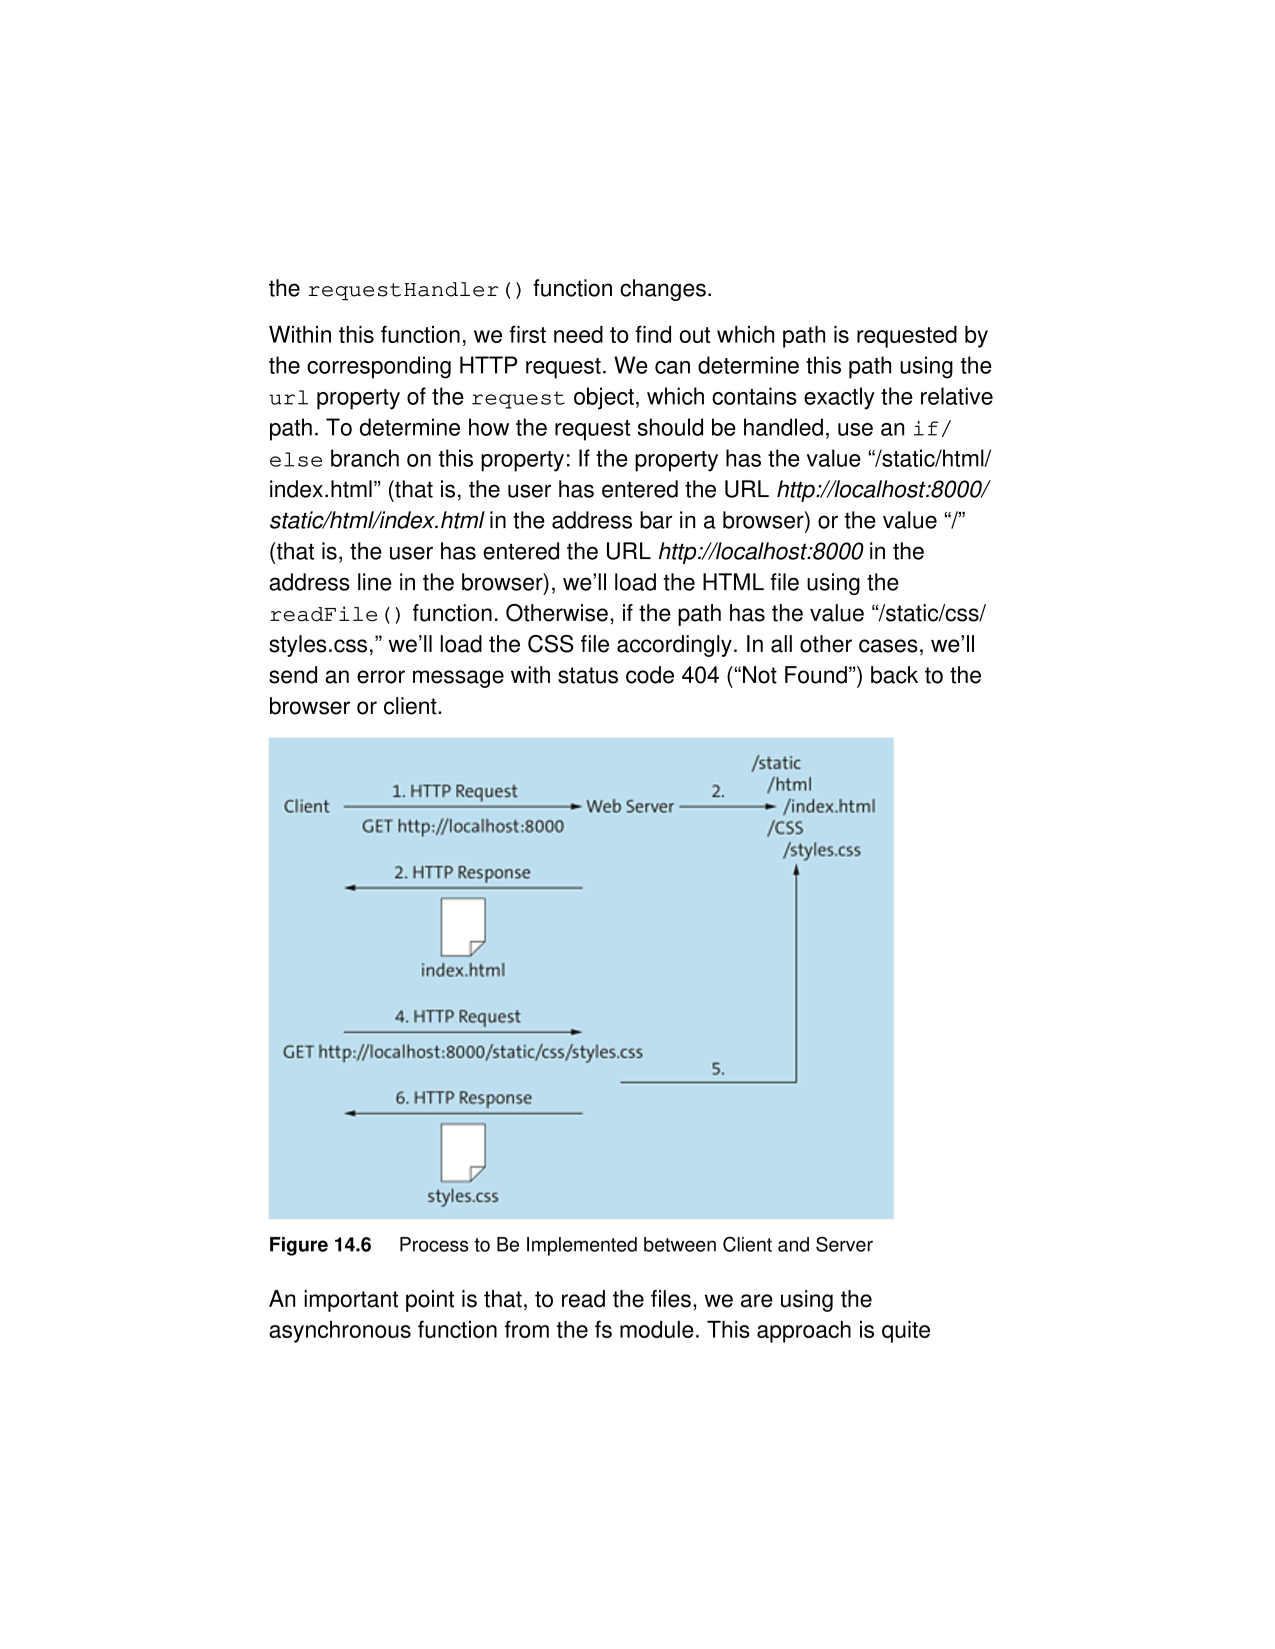 the requestHandler() function changes.
Within this function, we first need to find out which path is requested by
the corresponding HTTP request. We can determine this path using the
url property of the request object, which contains exactly the relative
path. To determine how the request should be handled, use an if/
else branch on this property: If the property has the value “/static/html/
index.html” (that is, the user has entered the URL http://localhost:8000/
static/html/index.html in the address bar in a browser) or the value “/”
(that is, the user has entered the URL http://localhost:8000 in the
address line in the browser), we’ll load the HTML file using the
readFile() function. Otherwise, if the path has the value “/static/css/
styles.css,” we’ll load the CSS file accordingly. In all other cases, we’ll
send an error message with status code 404 (“Not Found”) back to the
browser or client.
/static
/html
1. HTTP Request
2.
Client
Web Server
/index.html
GET http://localhost:8000
/CSS
/styles.css
2. HTTP Response
index.html
4. HTTP Request
GET http://localhost:8000/static/css/styles.css
5.
6. HTTP Response
styles.css
Figure 14.6 Process to Be Implemented between Client and Server
An important point is that, to read the files, we are using the
asynchronous function from the fs module. This approach is quite